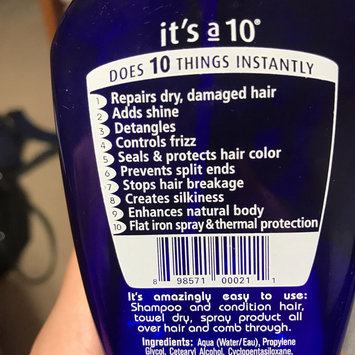 it's a 10®
DOES 10 THINGS INSTANTLY
1 Repairs dry, damaged hair
2 Adds shine
3 Detangles
4 Controls frizz
5 Seals & protects hair color
6 Prevents split ends
7 Stops hair breakage
8 Creates silkiness
9 Enhances natural body
10 Flat iron spray & thermal protection
8 98571 00021 1
It's amazingly easy to use:
Shampoo and condition hair,
towel dry, spray product all
over hair and comb through.
Ingredients: Aqua (Water/Eau), Propylene
Glycol, Cetearyl Alcohol, Cyclopentasiloxane,